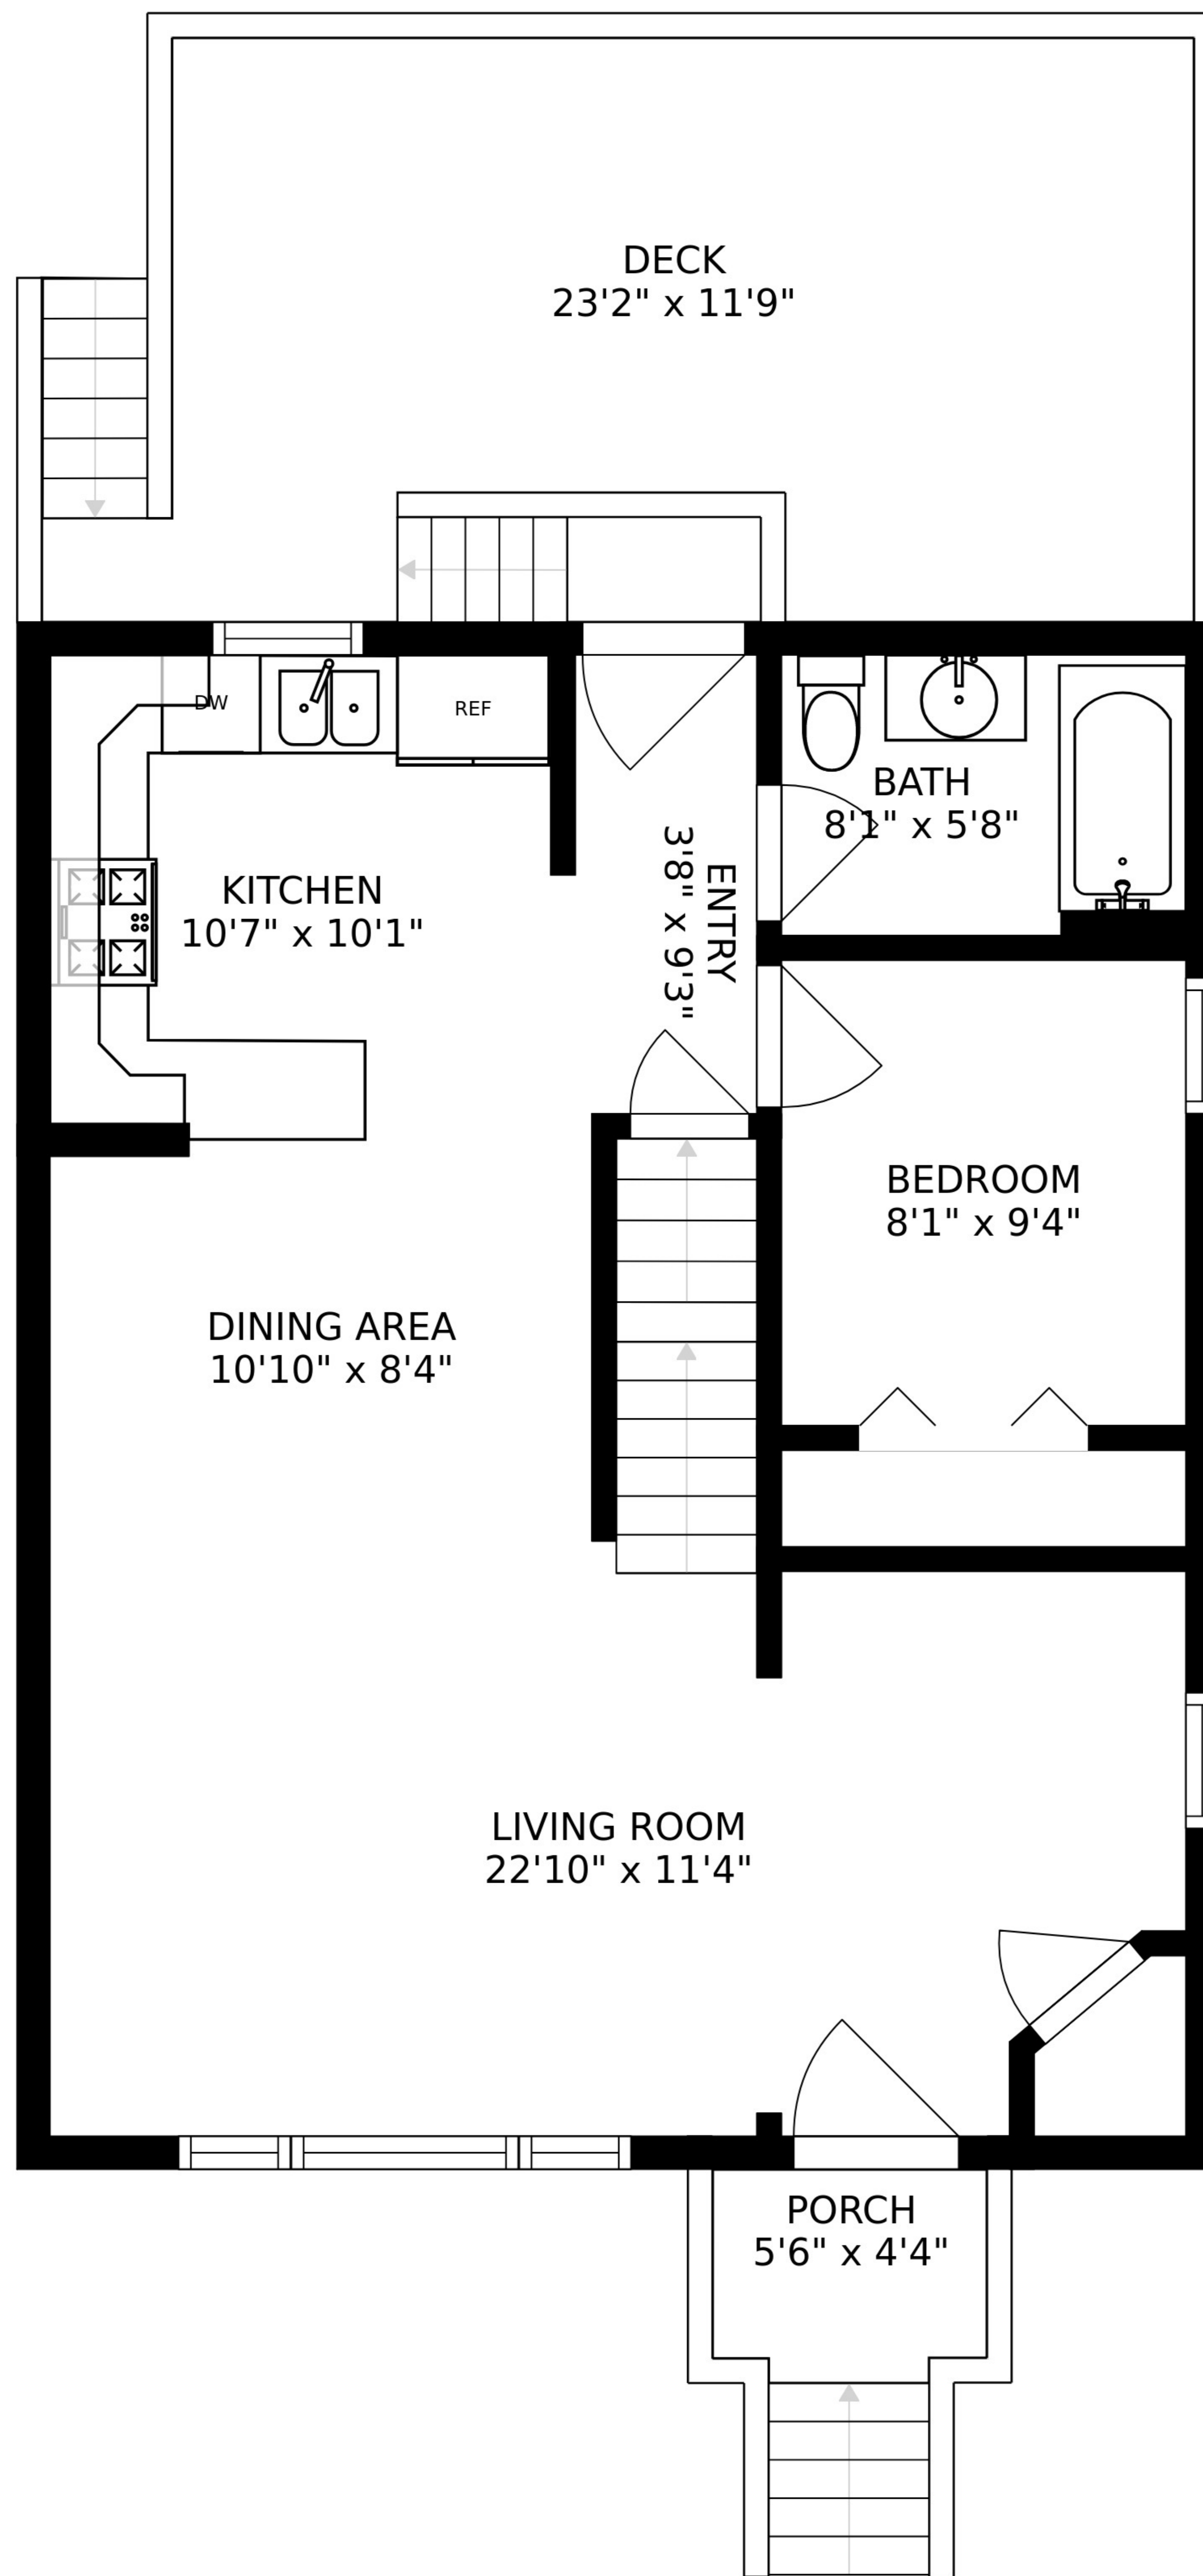 DECK
23'2" x 11'9"
DW
REF
BATH
8'1" x 5'8"
KITCHEN
10'7" x 10'1"
ENTRY
3'8" x 9'3"
BEDROOM
8'1" x 9'4"
DINING AREA
10'10" x 8'4"
LIVING ROOM
22'10" x 11'4"
PORCH
5'6" x 4'4"